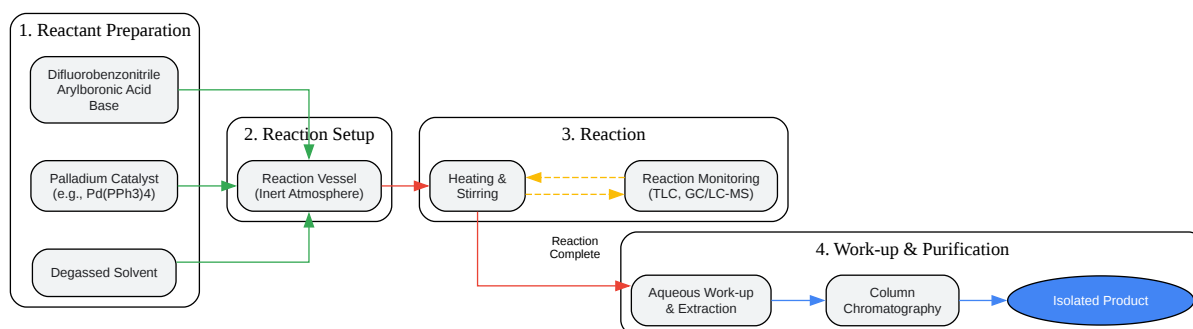 1. Reactant Preparation
Difluorobenzonitrile
Arylboronic Acid
Base
Palladium Catalyst
(e.g., Pd(PPh3)4)
Degassed Solvent
2. Reaction Setup
Reaction Vessel
(Inert Atmosphere)
3. Reaction
Heating &
Stirring
Reaction Monitoring
(TLC, GC/LC-MS)
Reaction
Complete
4. Work-up & Purification
Aqueous Work-up
& Extraction
Column
Chromatography
Isolated Product